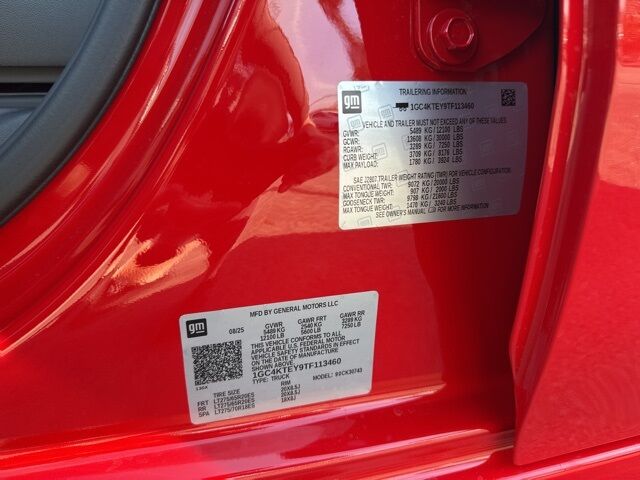 gm
TRAILERING INFORMATION
1GC4KTEY9TF113460
VEHICLE AND TRAILER MUST NOT EXCEED ANY OF THESE VALUES.
GVWR: 5489 KG/12100 LBS
GCWR: 13608 KG/30000 LBS
RGAWR: 3289 KG/ 7250 LBS
CURB WEIGHT: 3709 KG/ 8176 LBS
MAX PAYLOAD: 1780 KG/ 3924 LBS
SAE J2807 TRAILER WEIGHT RATING (TWR) FOR VEHICLE CONFIGURATION.
CONVENTIONAL TWR: 9072 KG/20000 LBS
MAX TONGUE WEIGHT: 907 KG/ 2000 LBS
GOOSENECK TWR: 9798 KG/21600 LBS
MAX TONGUE WEIGHT: 1470 KG/ 3240 LBS
SEE OWNER'S MANUAL FOR MORE INFORMATION
gm
MFD BY GENERAL MOTORS LLC
08/25 GVWR GAWR FRT GAWR RR
5489 KG 2540 KG 3289 KG
12100 LB 5600 LB 7250 LB
THIS VEHICLE CONFORMS TO ALL
APPLICABLE U.S. FEDERAL MOTOR
VEHICLE SAFETY STANDARDS IN
EFFECT ON THE DATE OF MANUFACTURE
SHOWN ABOVE.
1GC4KTEY9TF113460
TYPE: TRUCK MODEL:
TIRE SIZE RIM
FRT LT275/65R20ES 20X8.5J
RR LT275/65R20ES 20X8.5J
SPA LT275/70R18ES 18X8J